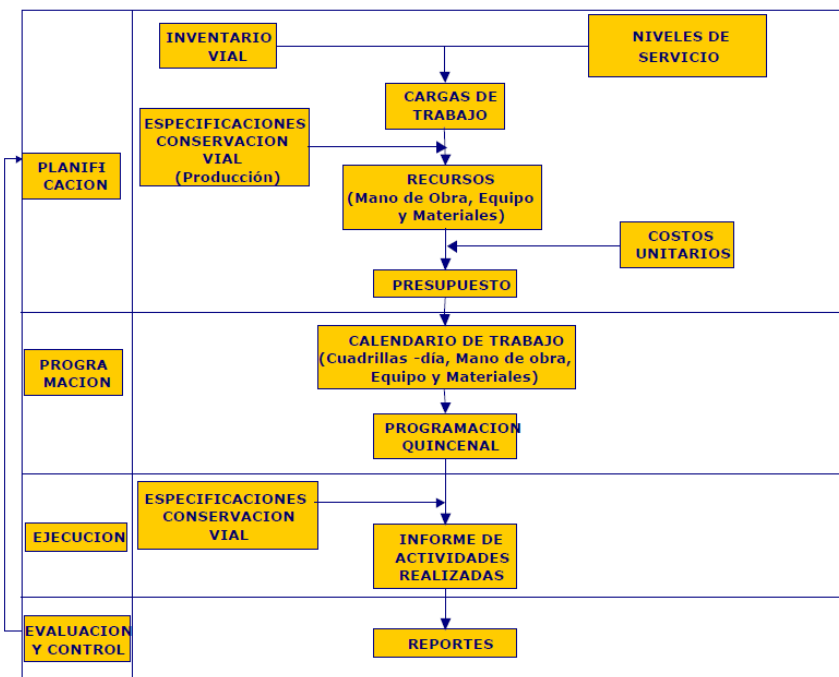 INVENTARIO
VIAL
NIVELES DE
SERVICIO
CARGAS DE
TRABAJO
ESPECIFICACIONES
CONSERVACION
VIAL
(Producción)
PLANIFI
CACION
RECURSOS
(Mano de Obra, Equipo
y Materiales)
COSTOS
UNITARIOS
PRESUPUESTO
CALENDARIO DE TRABAJO
(Cuadrillas -día, Mano de obra,
Equipo y Materiales)
PROGRA
MACION
PROGRAMACION
QUINCENAL
ESPECIFICACIONES
CONSERVACION
VIAL
EJECUCION
INFORME DE
ACTIVIDADES
REALIZADAS
EVALUACION
Y CONTROL
REPORTES